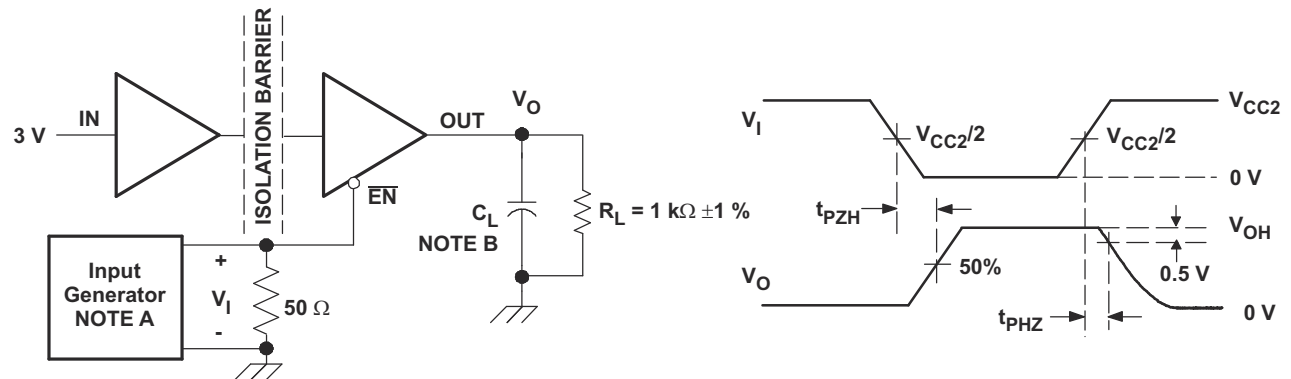 ISOLATION BARRIER
3 V
IN
OUT
V_O
EN
C_L
NOTE B
R_L = 1 kΩ ±1 %
Input
Generator
NOTE A
+
V_I
-
50 Ω
V_I
V_CC2
V_CC2/2
V_CC2/2
0 V
t_PZH
V_OH
0.5 V
50%
V_O
t_PHZ
0 V